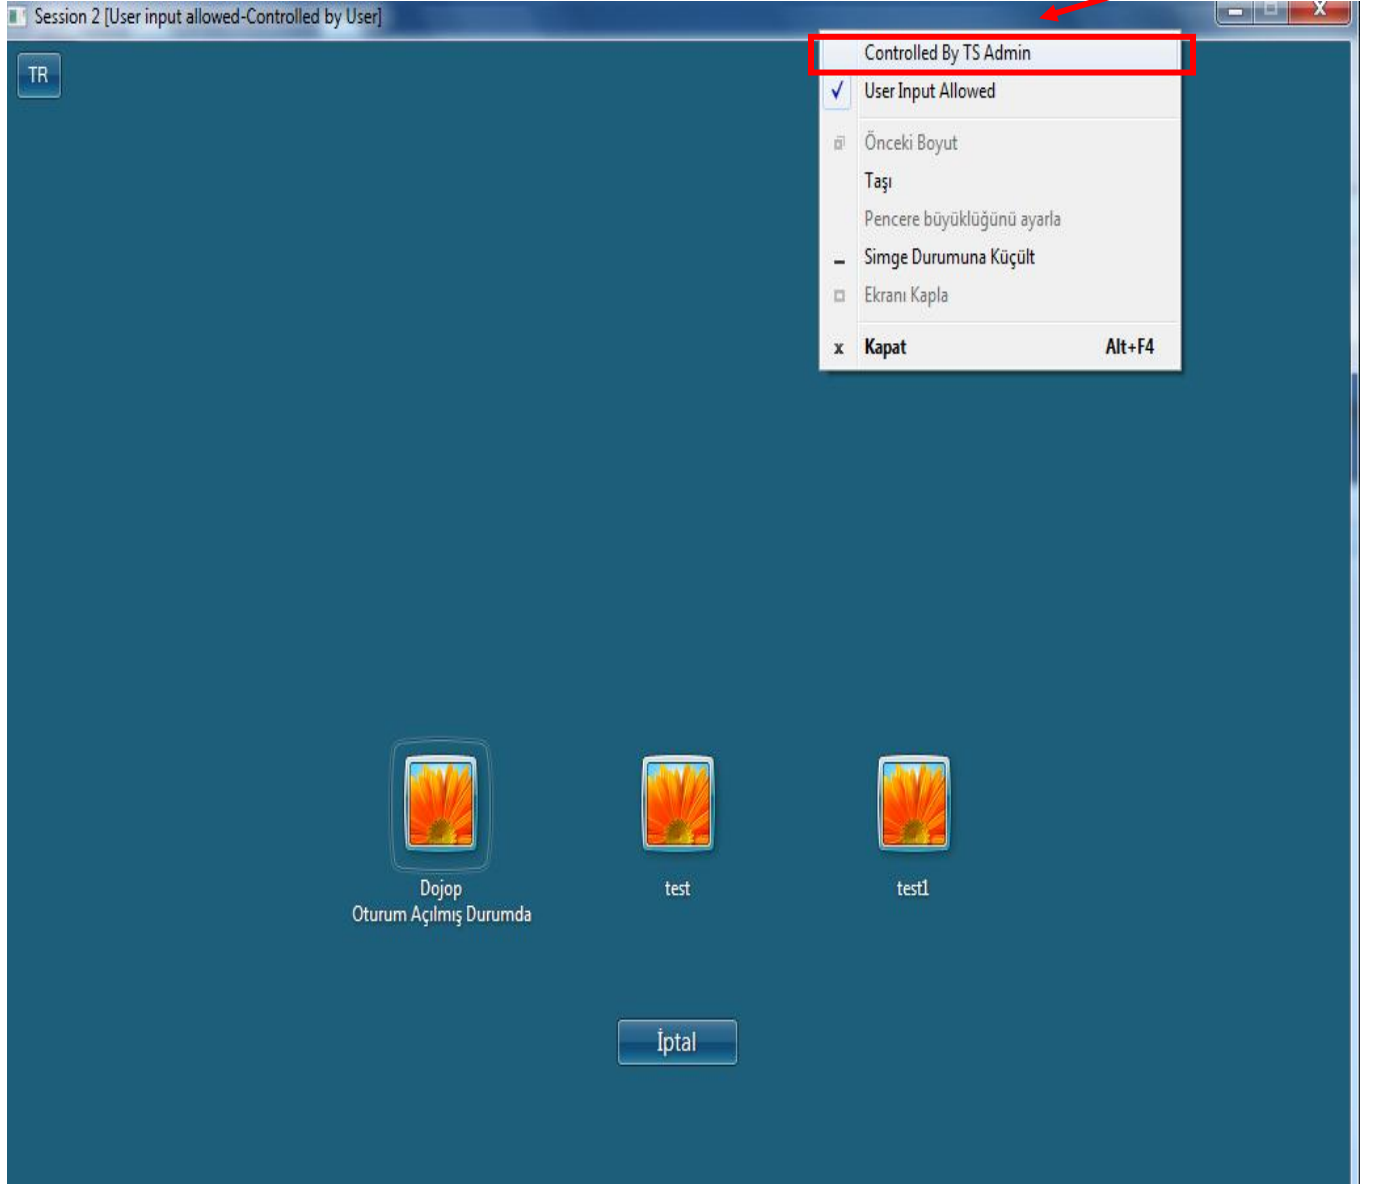 Session 2 [User input allowed-Controlled by User]
TR
Controlled By TS Admin
User Input Allowed
Önceki Boyut
Taşı
Pencere büyüklüğünü ayarla
Simge Durumuna Küçült
Ekranı Kapla
Kapat Alt+F4
Dojop
Oturum Açılmış Durumda
test
test1
İptal